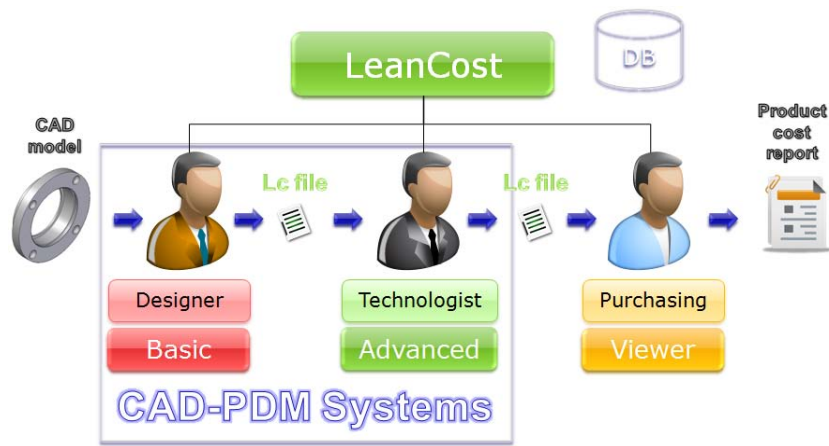 LeanCost
DB
CAD
model
Product
cost
report
Lc file
Lc file
Designer
Technologist
Purchasing
Basic
Advanced
Viewer
CAD-PDM Systems